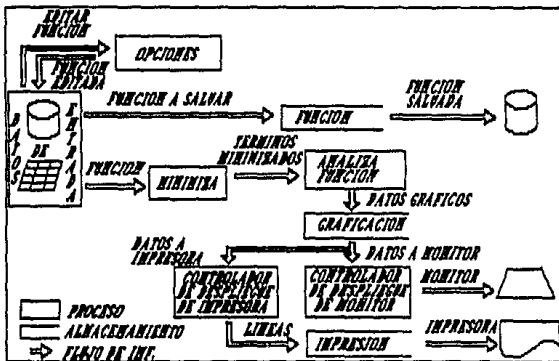 EDITAR
FUNCION
OPCIONES
FUNCION
EDITADA
DATOS
DE
ENTRADA
FUNCION A SALVAR
FUNCION
FUNCION
SALVADA
FUNCION
MINIMIZA
TERMINOS
MINIMIZADOS
ANALIZA
FUNCION
DATOS GRAFICOS
GRAFICACION
DATOS A
IMPRESORA
DATOS A MONITOR
CONTROLADOR
DE DESPLIEGUE
DE IMPRESORA
CONTROLADOR
DE DESPLIEGUE
DE MONITOR
MONITOR
LINEAS
IMPRESION
IMPRESORA
PROCESO
ALMACENAMIENTO
FLUJO DE INF.